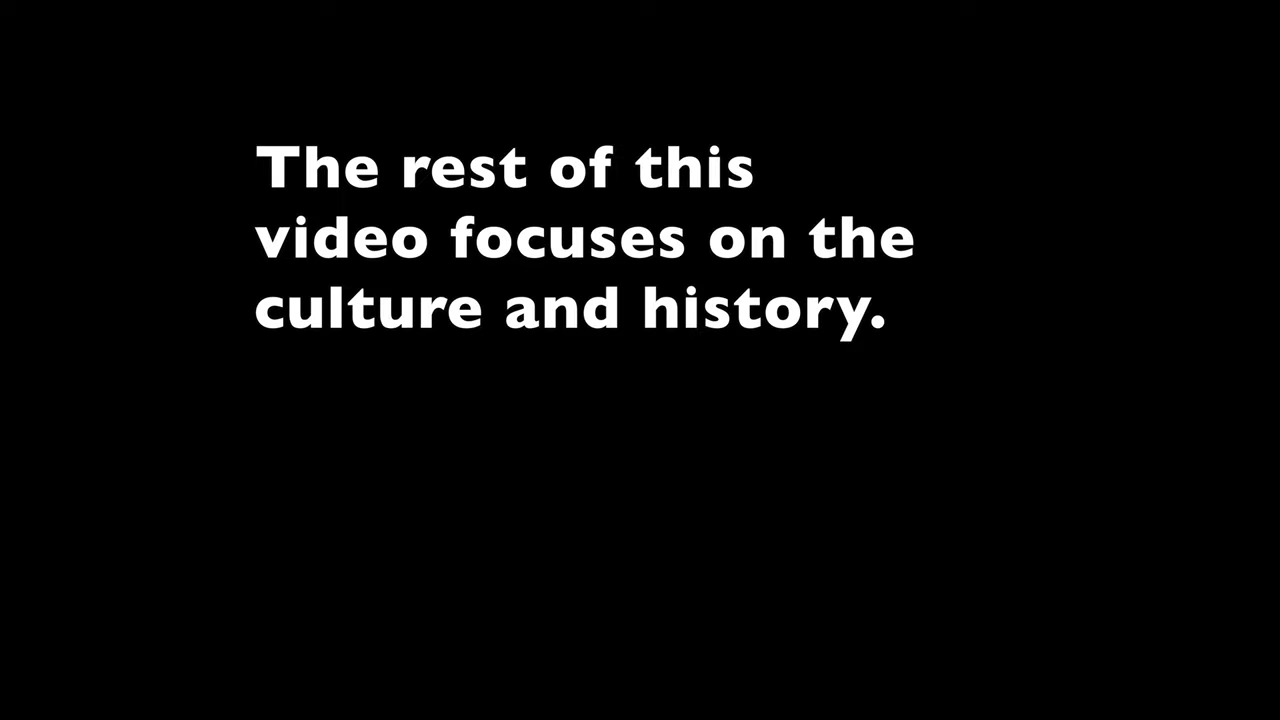 The rest of this
video focuses on the
culture and history.